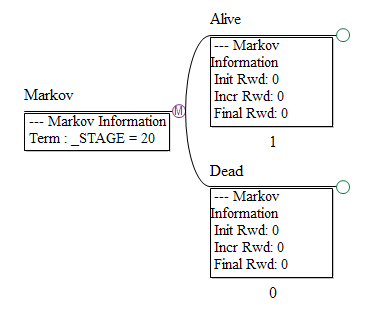 Alive
--- Markov
Information
Init Rwd: 0
Incr Rwd: 0
Final Rwd: 0
1
Markov
M
--- Markov Information
Term : _STAGE = 20
Dead
--- Markov
Information
Init Rwd: 0
Incr Rwd: 0
Final Rwd: 0
0